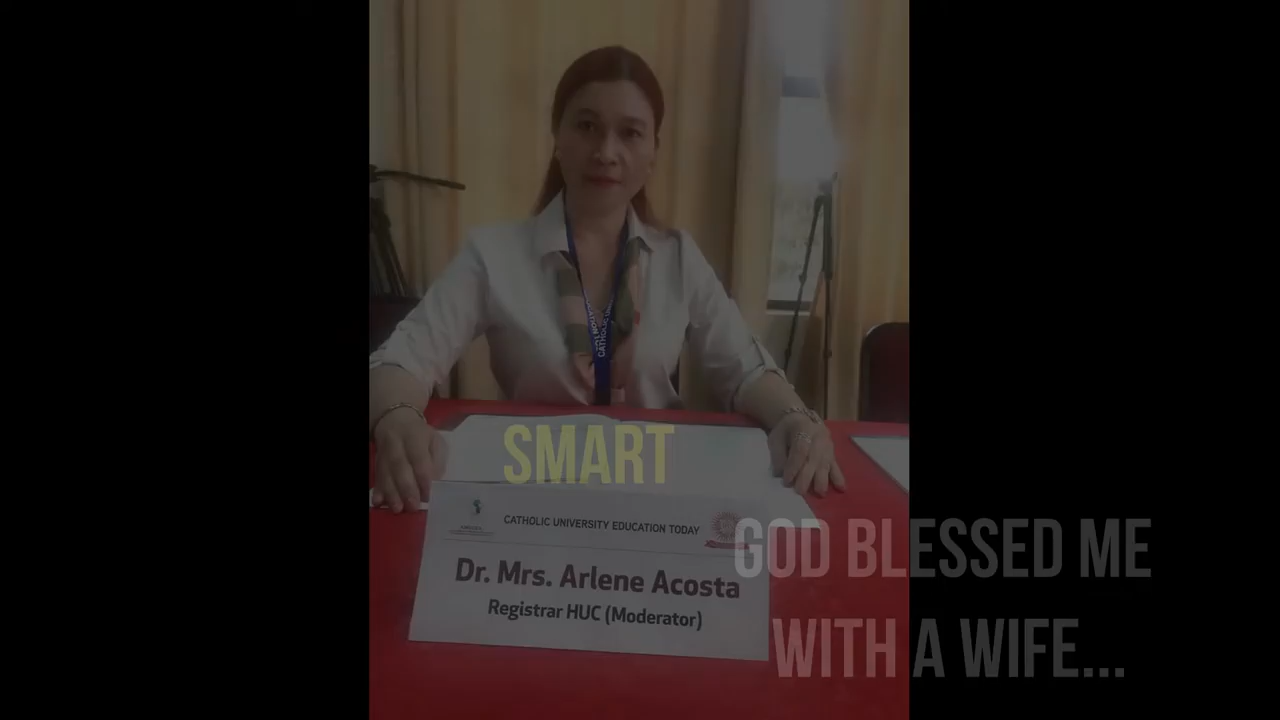 SMART
CATHOLIC UNIVERSITY EDUCATION TODAY
Dr. Mrs. Arlene Acosta
Registrar HUC (Moderator)
GOD BLESSED ME
WITH A WIFE...